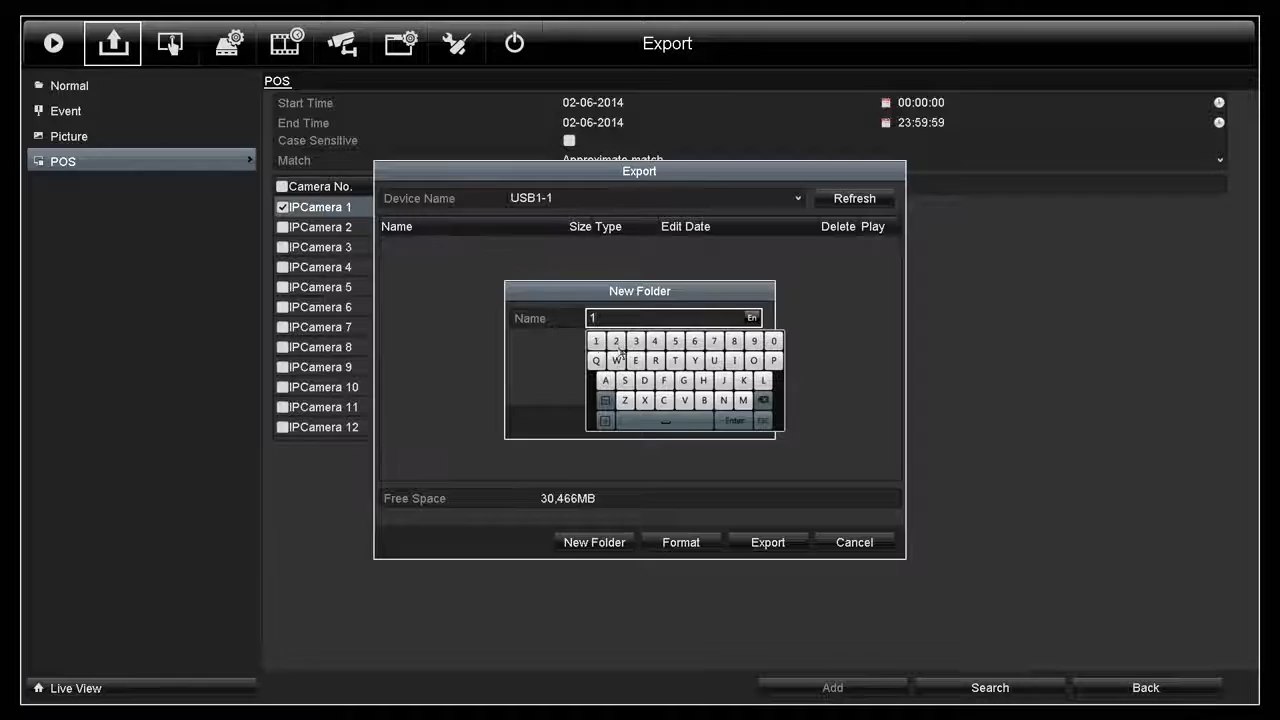 Export
Normal
Event
Picture
POS
POS
Start Time 02-06-2014 00:00:00
End Time 02-06-2014 23:59:59
Case Sensitive
Match Approximate match
Camera No.
IPCamera 1
IPCamera 2
IPCamera 3
IPCamera 4
IPCamera 5
IPCamera 6
IPCamera 7
IPCamera 8
IPCamera 9
IPCamera 10
IPCamera 11
IPCamera 12
Export
Device Name USB1-1 Refresh
Name Size Type Edit Date Delete Play
New Folder
Name 1 En
1 2 3 4 5 6 7 8 9 0
Q W E R T Y U I O P
A S D F G H J K L
Z X C V B N M
Enter ESC
Free Space 30,466MB
New Folder Format Export Cancel
Live View Add Search Back